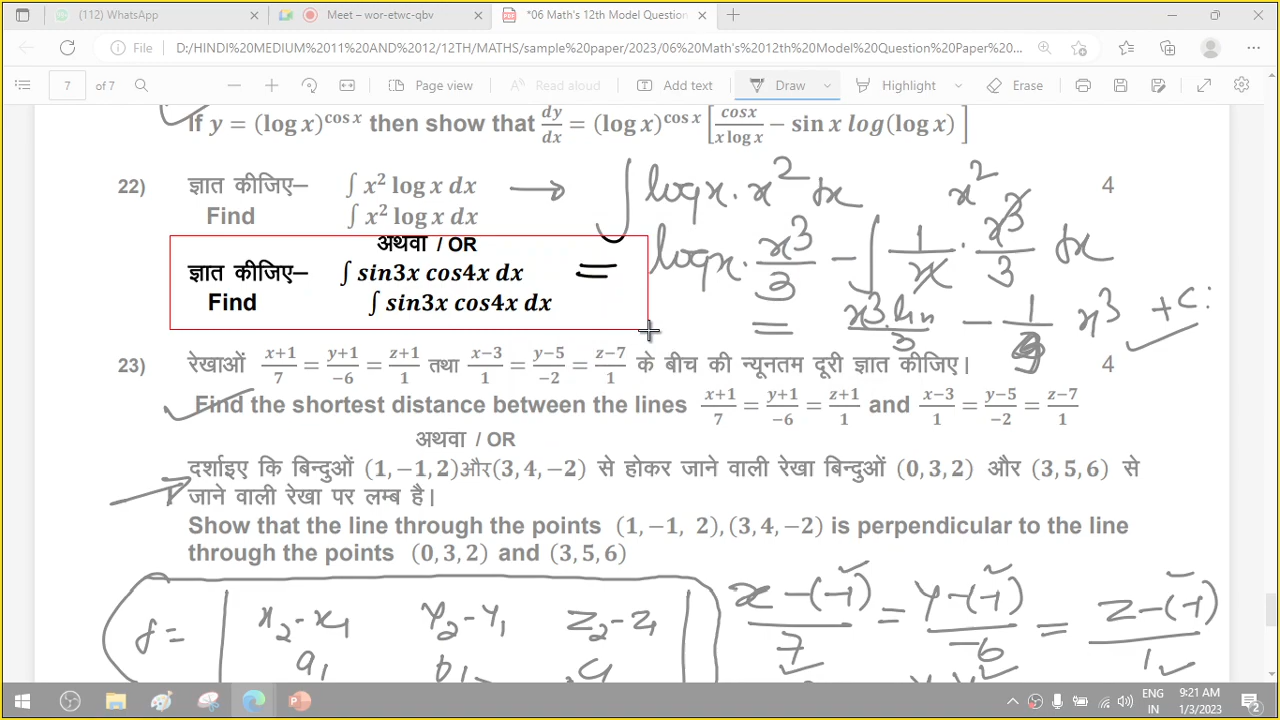 (112) WhatsApp
Meet – wor-etwc-qbv
*06 Math's 12th Model Question
File
D:/HINDI%20MEDIUM%2011%20AND%2012/12TH/MATHS/sample%20paper/2023/06%20Math's%2012th%20Model%20Question%20Paper%20...
7 of 7
Page view
Read aloud
Add text
Draw
Highlight
Erase
If y = (log x)^cos x then show that dy/dx = (log x)^cos x [cosx/(x log x) − sin x log(log x)]
22) ज्ञात कीजिए– ∫ x² log x dx → ∫ log x · x² dx x² 4
Find ∫ x² log x dx
अथवा / OR
log x · x³/3 − ∫ 1/x · x³/3 dx
ज्ञात कीजिए– ∫ sin3x cos4x dx =
Find ∫ sin3x cos4x dx
= x³ · ln/3 − 1/9 x³ + C
23) रेखाओं x+1/7 = y+1/−6 = z+1/1 तथा x−3/1 = y−5/−2 = z−7/1 के बीच की न्यूनतम दूरी ज्ञात कीजिए। 4
Find the shortest distance between the lines x+1/7 = y+1/−6 = z+1/1 and x−3/1 = y−5/−2 = z−7/1
अथवा / OR
दर्शाइए कि बिन्दुओं (1,−1,2)और(3,4,−2) से होकर जाने वाली रेखा बिन्दुओं (0,3,2) और (3,5,6) से
जाने वाली रेखा पर लम्ब है।
Show that the line through the points (1,−1, 2),(3,4,−2) is perpendicular to the line
through the points (0,3,2) and (3,5,6)
x₂−x₁ y₂−y₁ z₂−z₁
a₁ b₁
x−(−1)/7 = y−(−1)/−6 = z−(−1)/1
ENG
IN
9:21 AM
1/3/2023
2